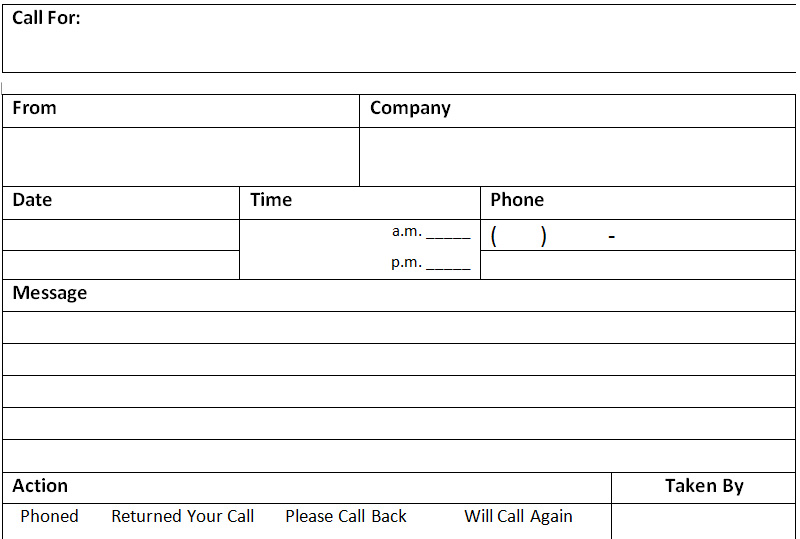 Call For:
From Company
Date Time Phone
a.m. _____ ( ) -
p.m. _____
Message
Action Taken By
Phoned Returned Your Call Please Call Back Will Call Again